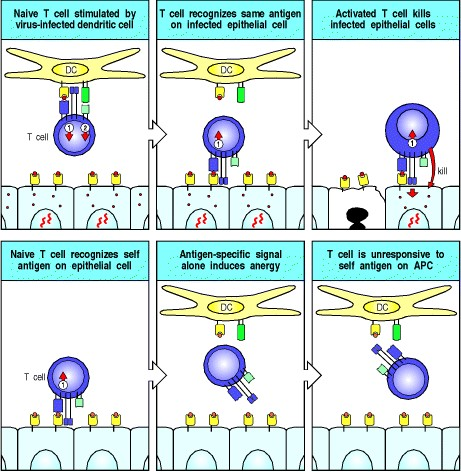 Naive T cell stimulated by
virus-infected dendritic cell
T cell recognizes same antigen
on infected epithelial cell
Activated T cell kills
infected epithelial cells
DC
1
2
T cell
DC
1
1
kill
Naive T cell recognizes self
antigen on epithelial cell
Antigen-specific signal
alone induces anergy
T cell is unresponsive to
self antigen on APC
T cell
1
DC
DC